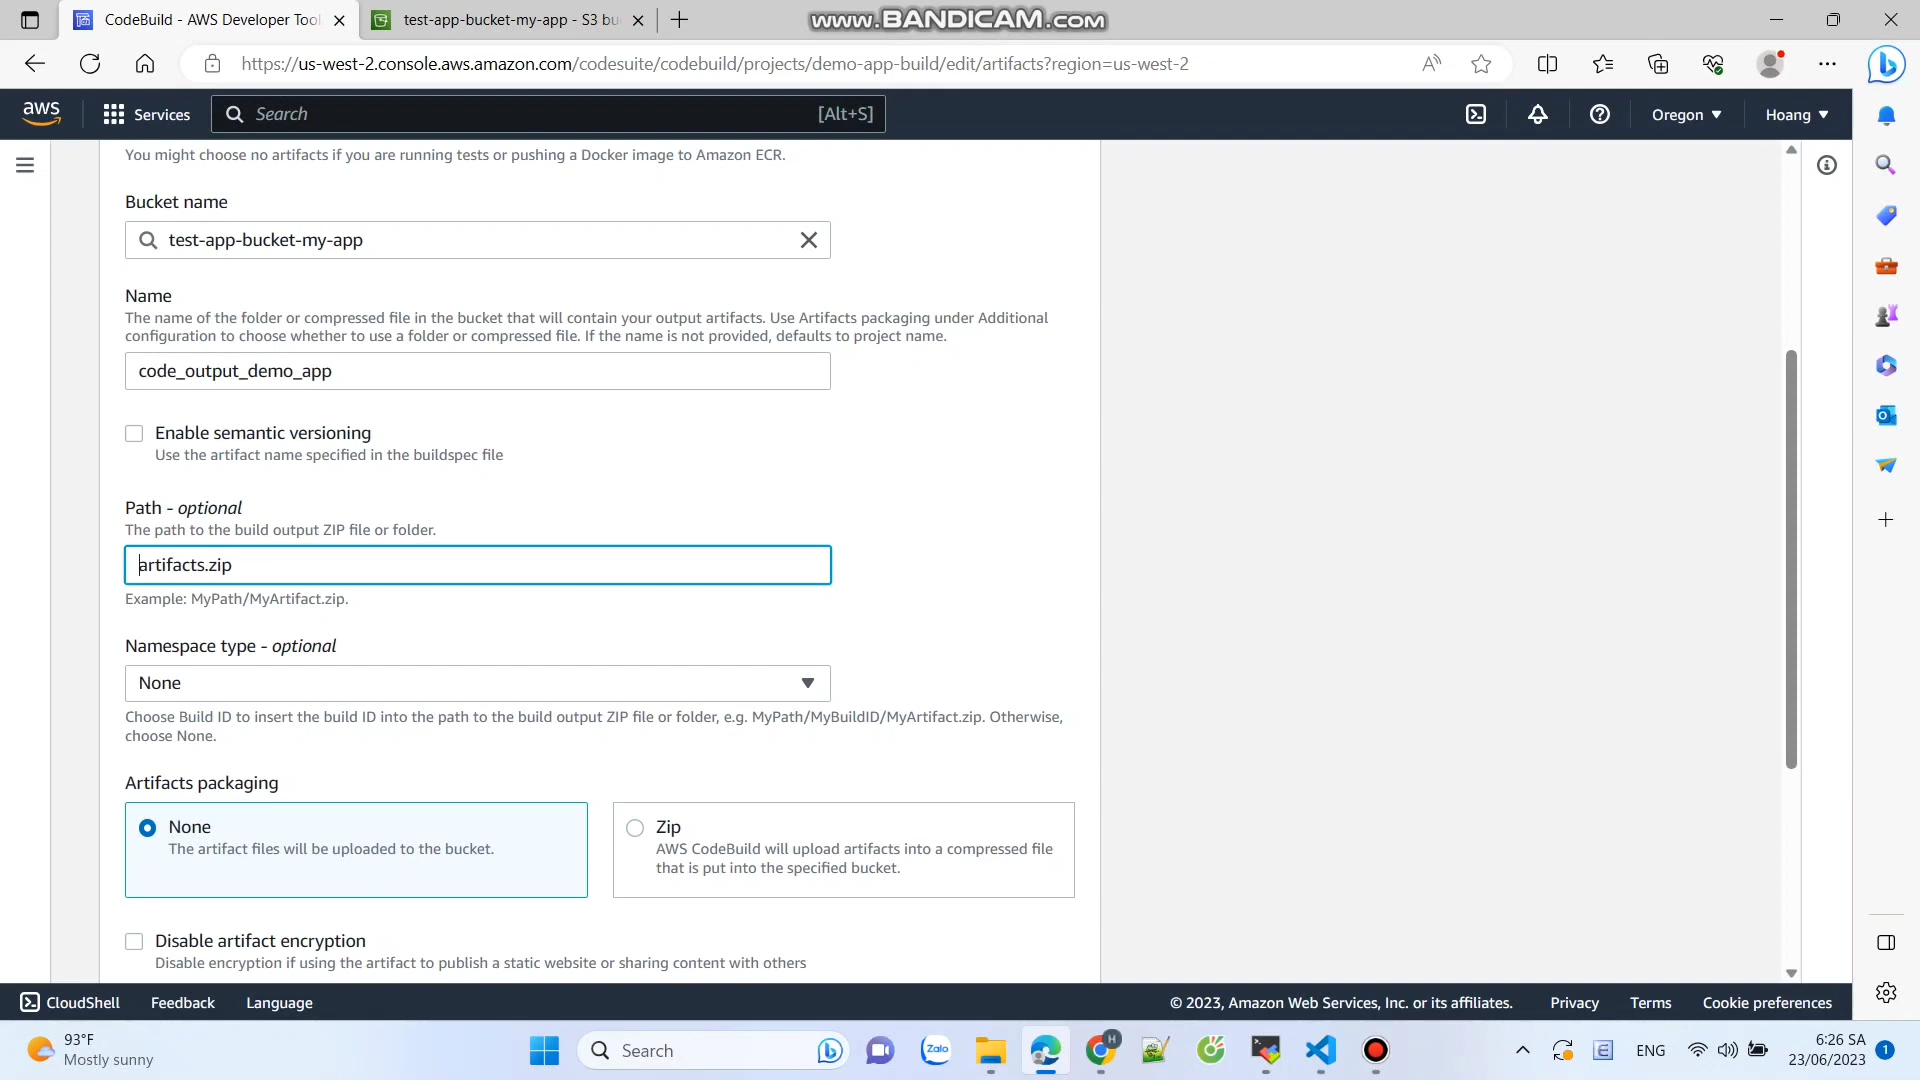 CodeBuild - AWS Developer Tool
test-app-bucket-my-app - S3 bu
www.BANDICAM.com
https://us-west-2.console.aws.amazon.com/codesuite/codebuild/projects/demo-app-build/edit/artifacts?region=us-west-2
aws
Services
Search
[Alt+S]
Oregon
Hoang
You might choose no artifacts if you are running tests or pushing a Docker image to Amazon ECR.
Bucket name
test-app-bucket-my-app
Name
The name of the folder or compressed file in the bucket that will contain your output artifacts. Use Artifacts packaging under Additional
configuration to choose whether to use a folder or compressed file. If the name is not provided, defaults to project name.
code_output_demo_app
Enable semantic versioning
Use the artifact name specified in the buildspec file
Path - optional
The path to the build output ZIP file or folder.
artifacts.zip
Example: MyPath/MyArtifact.zip.
Namespace type - optional
None
Choose Build ID to insert the build ID into the path to the build output ZIP file or folder, e.g. MyPath/MyBuildID/MyArtifact.zip. Otherwise,
choose None.
Artifacts packaging
None
The artifact files will be uploaded to the bucket.
Zip
AWS CodeBuild will upload artifacts into a compressed file
that is put into the specified bucket.
Disable artifact encryption
Disable encryption if using the artifact to publish a static website or sharing content with others
CloudShell
Feedback
Language
© 2023, Amazon Web Services, Inc. or its affiliates.
Privacy
Terms
Cookie preferences
93°F
Mostly sunny
Search
Zalo
H
ENG
6:26 SA
23/06/2023
1